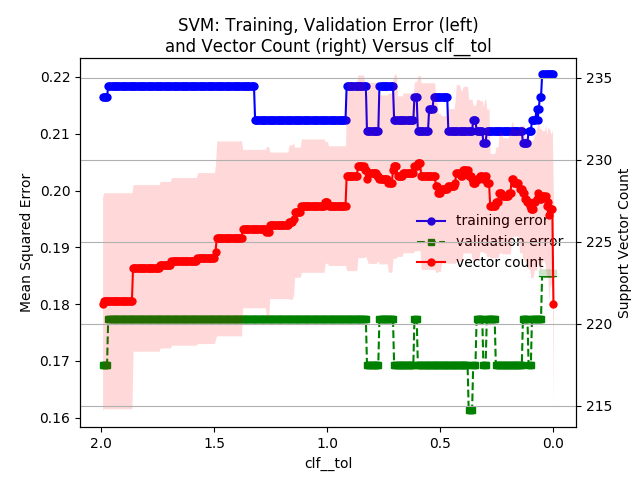 SVM: Training, Validation Error (left)
and Vector Count (right) Versus clf__tol
Mean Squared Error
0.22
0.21
0.20
0.19
0.18
0.17
0.16
235
230
225
220
215
Support Vector Count
training error
validation error
vector count
2.0 1.5 1.0 0.5 0.0
clf__tol